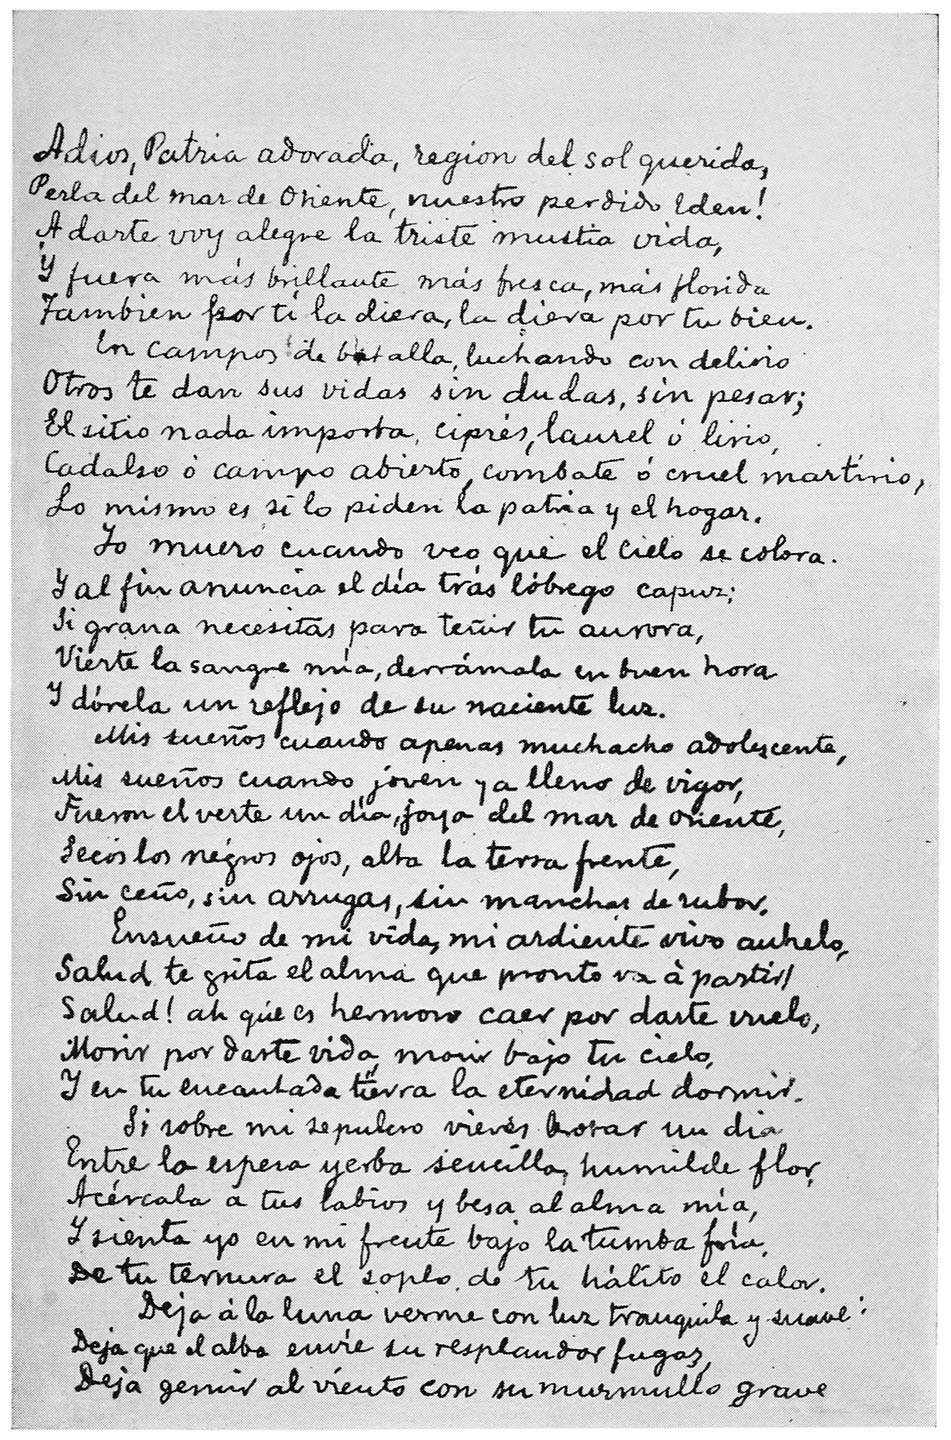 Adios, Patria adorada, region del sol querida,
Perla del mar de Oriente, nuestro perdido Eden!
A darte voy alegre la triste mustia vida,
Y fuera más brillante más fresca, más florida
Tambien por tí la diera, la diera por tu bien.
En campos de batalla, luchando con delirio
Otros te dan sus vidas sin dudas, sin pesar;
El sitio nada importa, ciprés, laurel ó lirio,
Cadalso ó campo abierto, combate ó cruel martirio,
Lo mismo es si lo piden la patria y el hogar.
Yo muero cuando veo que el cielo se colora.
Y al fin anuncia el día trás lóbrego capuz;
Si grana necesitas para teñir tu aurora,
Vierte la sangre mía, derrámala en buen hora
Y dórela un reflejo de su naciente luz.
Mis sueños cuando apenas muchacho adolescente,
Mis sueños cuando joven ya lleno de vigor,
Fueron el verte un día, joya del mar de oriente,
Secos los negros ojos, alta la tersa frente,
Sin ceño, sin arrugas, sin manchas de rubor.
Ensueño de mi vida, mi ardiente vivo anhelo,
Salud te grita el alma que pronto va á partir!
Salud! ah que es hermoso caer por darte vuelo,
Morir por darte vida, morir bajo tu cielo,
Y en tu encantada tierra la eternidad dormir.
Si sobre mi sepulcro vieres brotar un dia
Entre la espesa yerba sencilla, humilde flor,
Acércala a tus labios y besa al alma mía,
Y sienta yo en mi frente bajo la tumba fría,
De tu ternura el soplo, de tu hálito el calor.
Deja á la luna verme con luz tranquila y suave:
Deja que el alba envíe su resplandor fugaz,
Deja gemir al viento con su murmullo grave